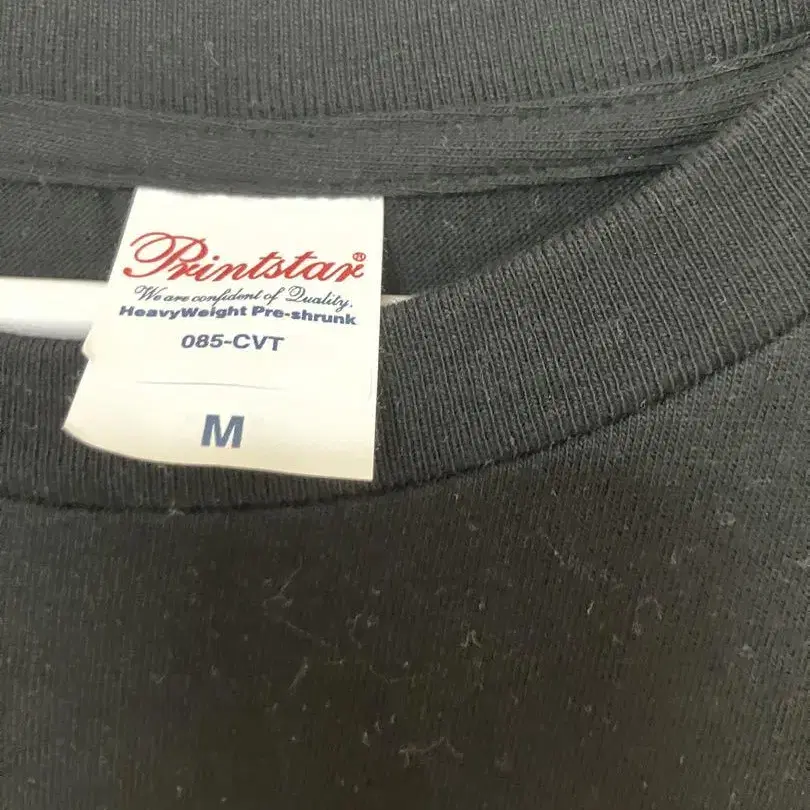 Printstar®
We are confident of Quality.
HeavyWeight Pre-shrunk
085-CVT
M